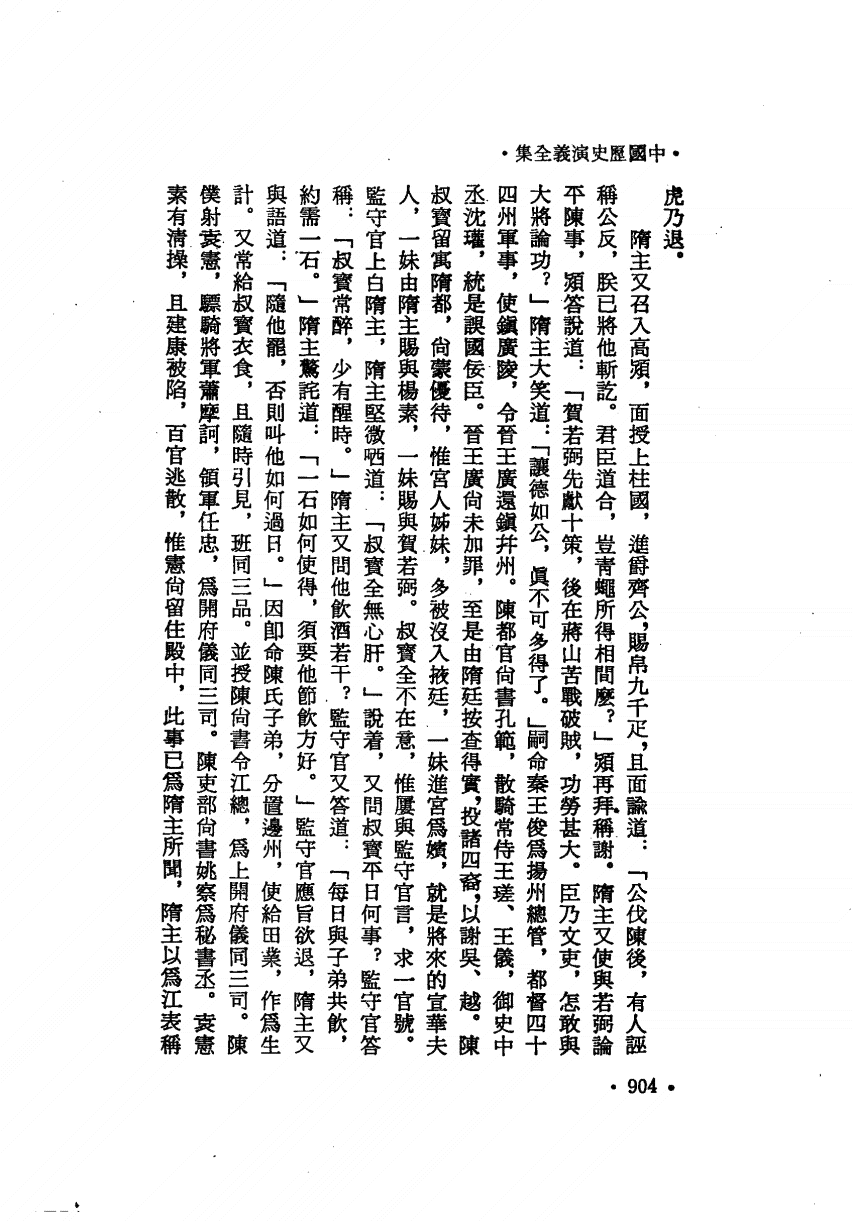 •中國歷史演義全集•
虎乃退。
隋主又召入高熲，面授上柱國，進爵齊公，賜帛九千疋，且面諭道：「公伐陳後，有人誣
稱公反，朕已將他斬訖。君臣道合，豈青蠅所得相間麼？」熲再拜稱謝。隋主又使與若弼論
平陳事，熲答說道：「賀若弼先獻十策，後在蔣山苦戰破賊，功勞甚大。臣乃文吏，怎敢與
大將論功？」隋主大笑道：「讓德如公，眞不可多得了。」嗣命秦王俊爲揚州總管，都督四十
四州軍事，使鎭廣陵，令晉王廣還鎭幷州。陳都官尙書孔範，散騎常侍王瑳、王儀，御史中
丞沈瓘，統是誤國佞臣。晉王廣尙未加罪，至是由隋廷按查得實，投諸四裔，以謝吳、越。陳
叔寶留寓隋都，尙蒙優待，惟宮人姊妹，多被沒入掖廷，一妹進宮爲嬪，就是將來的宣華夫
人，一妹由隋主賜與楊素，一妹賜與賀若弼。叔寶全不在意，惟屢與監守官言，求一官號。
監守官上白隋主，隋主堅微哂道：「叔寶全無心肝。」說着，又問叔寶平日何事？監守官答
稱：「叔寶常醉，少有醒時。」隋主又問他飲酒若干？監守官又答道：「每日與子弟共飲，
約需一石。」隋主驚詫道：「一石如何使得，須要他節飲方好。」監守官應旨欲退，隋主又
與語道：「隨他罷，否則叫他如何過日。」因卽命陳氏子弟，分置邊州，使給田業，作爲生
計。又常給叔寶衣食，且隨時引見，班同三品。並授陳尙書令江總，爲上開府儀同三司。陳
僕射袁憲，驃騎將軍蕭摩訶，領軍任忠，爲開府儀同三司。陳吏部尙書姚察爲秘書丞。袁憲
素有淸操，且建康被陷，百官逃散，惟憲尙留住殿中，此事已爲隋主所聞，隋主以爲江表稱
•904•